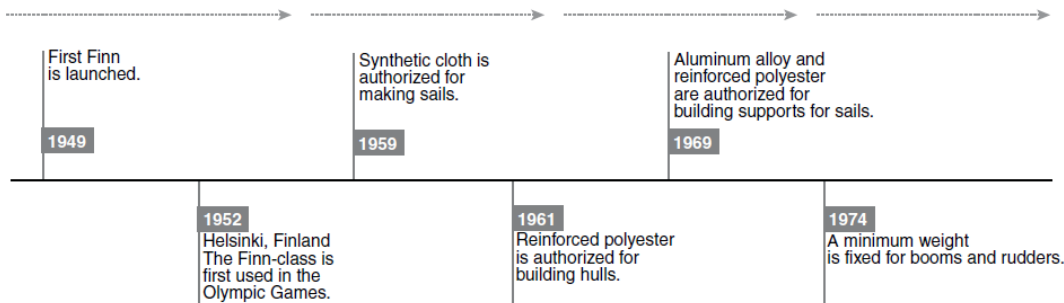 First Finn
is launched.
1949
1952
Helsinki, Finland
The Finn-class is
first used in the
Olympic Games.
Synthetic cloth is
authorized for
making sails.
1959
1961
Reinforced polyester
is authorized for
building hulls.
Aluminum alloy and
reinforced polyester
are authorized for
building supports for sails.
1969
1974
A minimum weight
is fixed for booms and rudders.